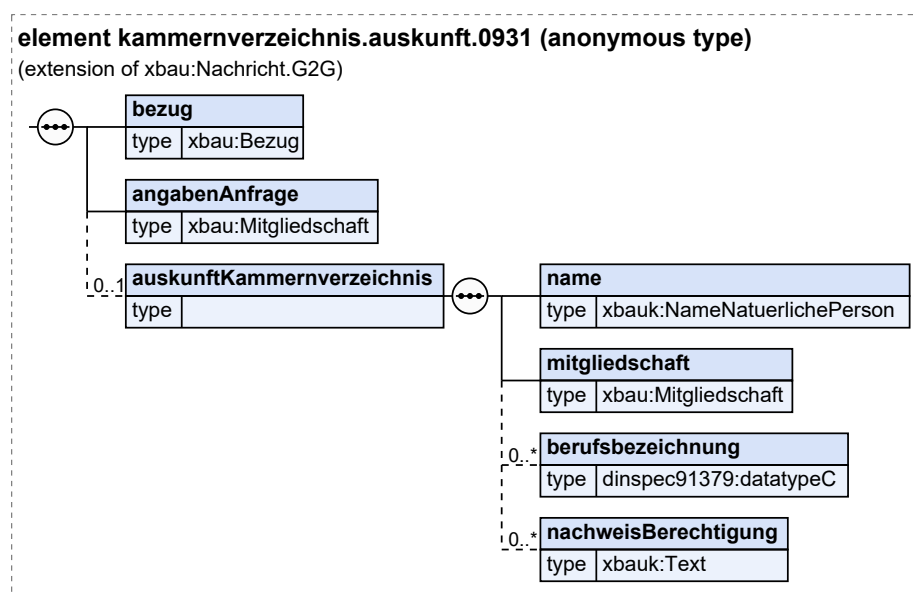 element kammernverzeichnis.auskunft.0931 (anonymous type)
(extension of xbau:Nachricht.G2G)
bezug
type xbau:Bezug
angabenAnfrage
type xbau:Mitgliedschaft
0..1 auskunftKammernverzeichnis
type
name
type xbauk:NameNatuerlichePerson
mitgliedschaft
type xbau:Mitgliedschaft
0..* berufsbezeichnung
type dinspec91379:datatypeC
0..* nachweisBerechtigung
type xbauk:Text